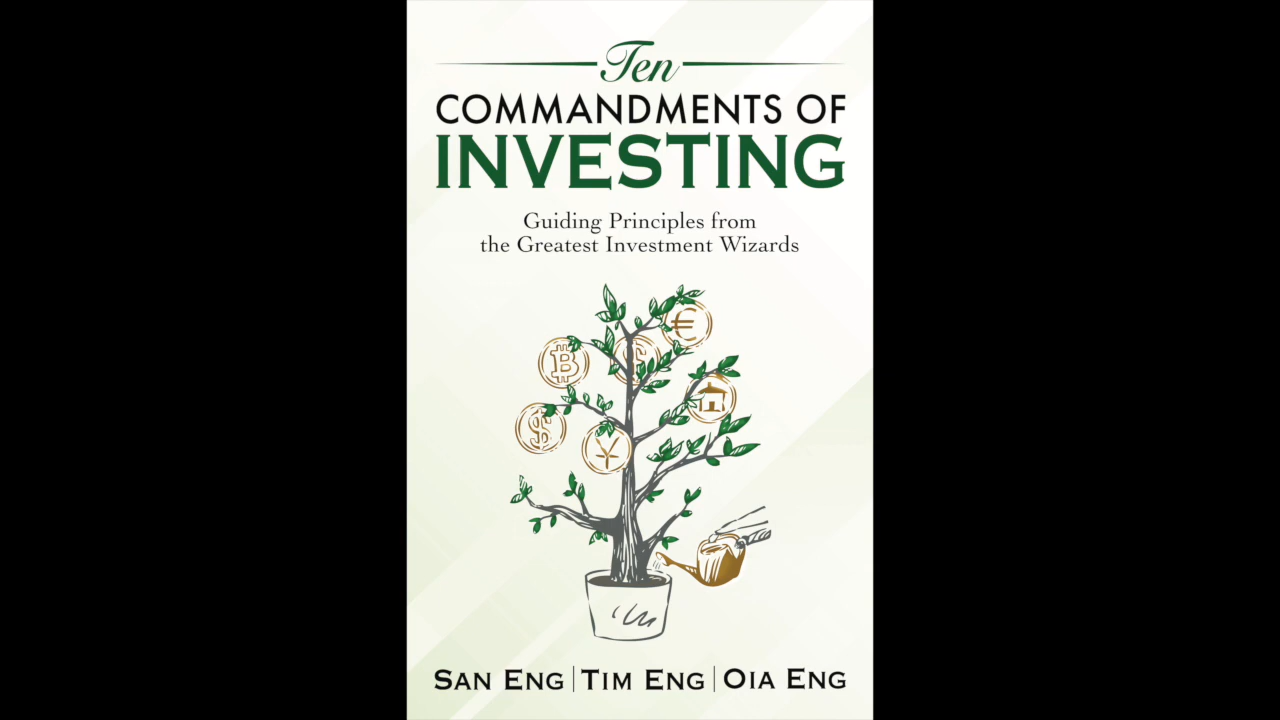 Ten
COMMANDMENTS OF
INVESTING
Guiding Principles from
the Greatest Investment Wizards
SAN ENG | TIM ENG | OIA ENG